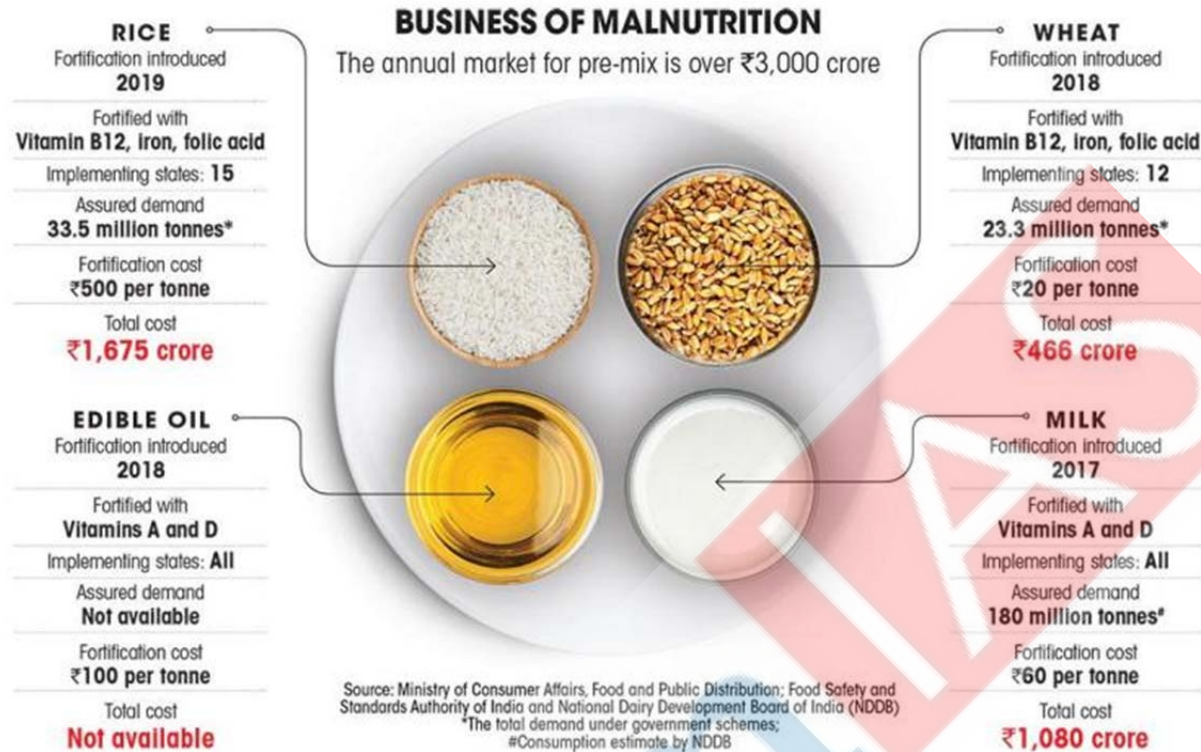 BUSINESS OF MALNUTRITION
The annual market for pre-mix is over ₹3,000 crore
RICE
Fortification introduced
2019
Fortified with
Vitamin B12, iron, folic acid
Implementing states: 15
Assured demand
33.5 million tonnes*
Fortification cost
₹500 per tonne
Total cost
₹1,675 crore
WHEAT
Fortification introduced
2018
Fortified with
Vitamin B12, iron, folic acid
Implementing states: 12
Assured demand
23.3 million tonnes*
Fortification cost
₹20 per tonne
Total cost
₹466 crore
EDIBLE OIL
Fortification introduced
2018
Fortified with
Vitamins A and D
Implementing states: All
Assured demand
Not available
Fortification cost
₹100 per tonne
Total cost
Not available
MILK
Fortification introduced
2017
Fortified with
Vitamins A and D
Implementing states: All
Assured demand
180 million tonnes#
Fortification cost
₹60 per tonne
Total cost
₹1,080 crore
Source: Ministry of Consumer Affairs, Food and Public Distribution; Food Safety and
Standards Authority of India and National Dairy Development Board of India (NDDB)
*The total demand under government schemes;
#Consumption estimate by NDDB
IAS